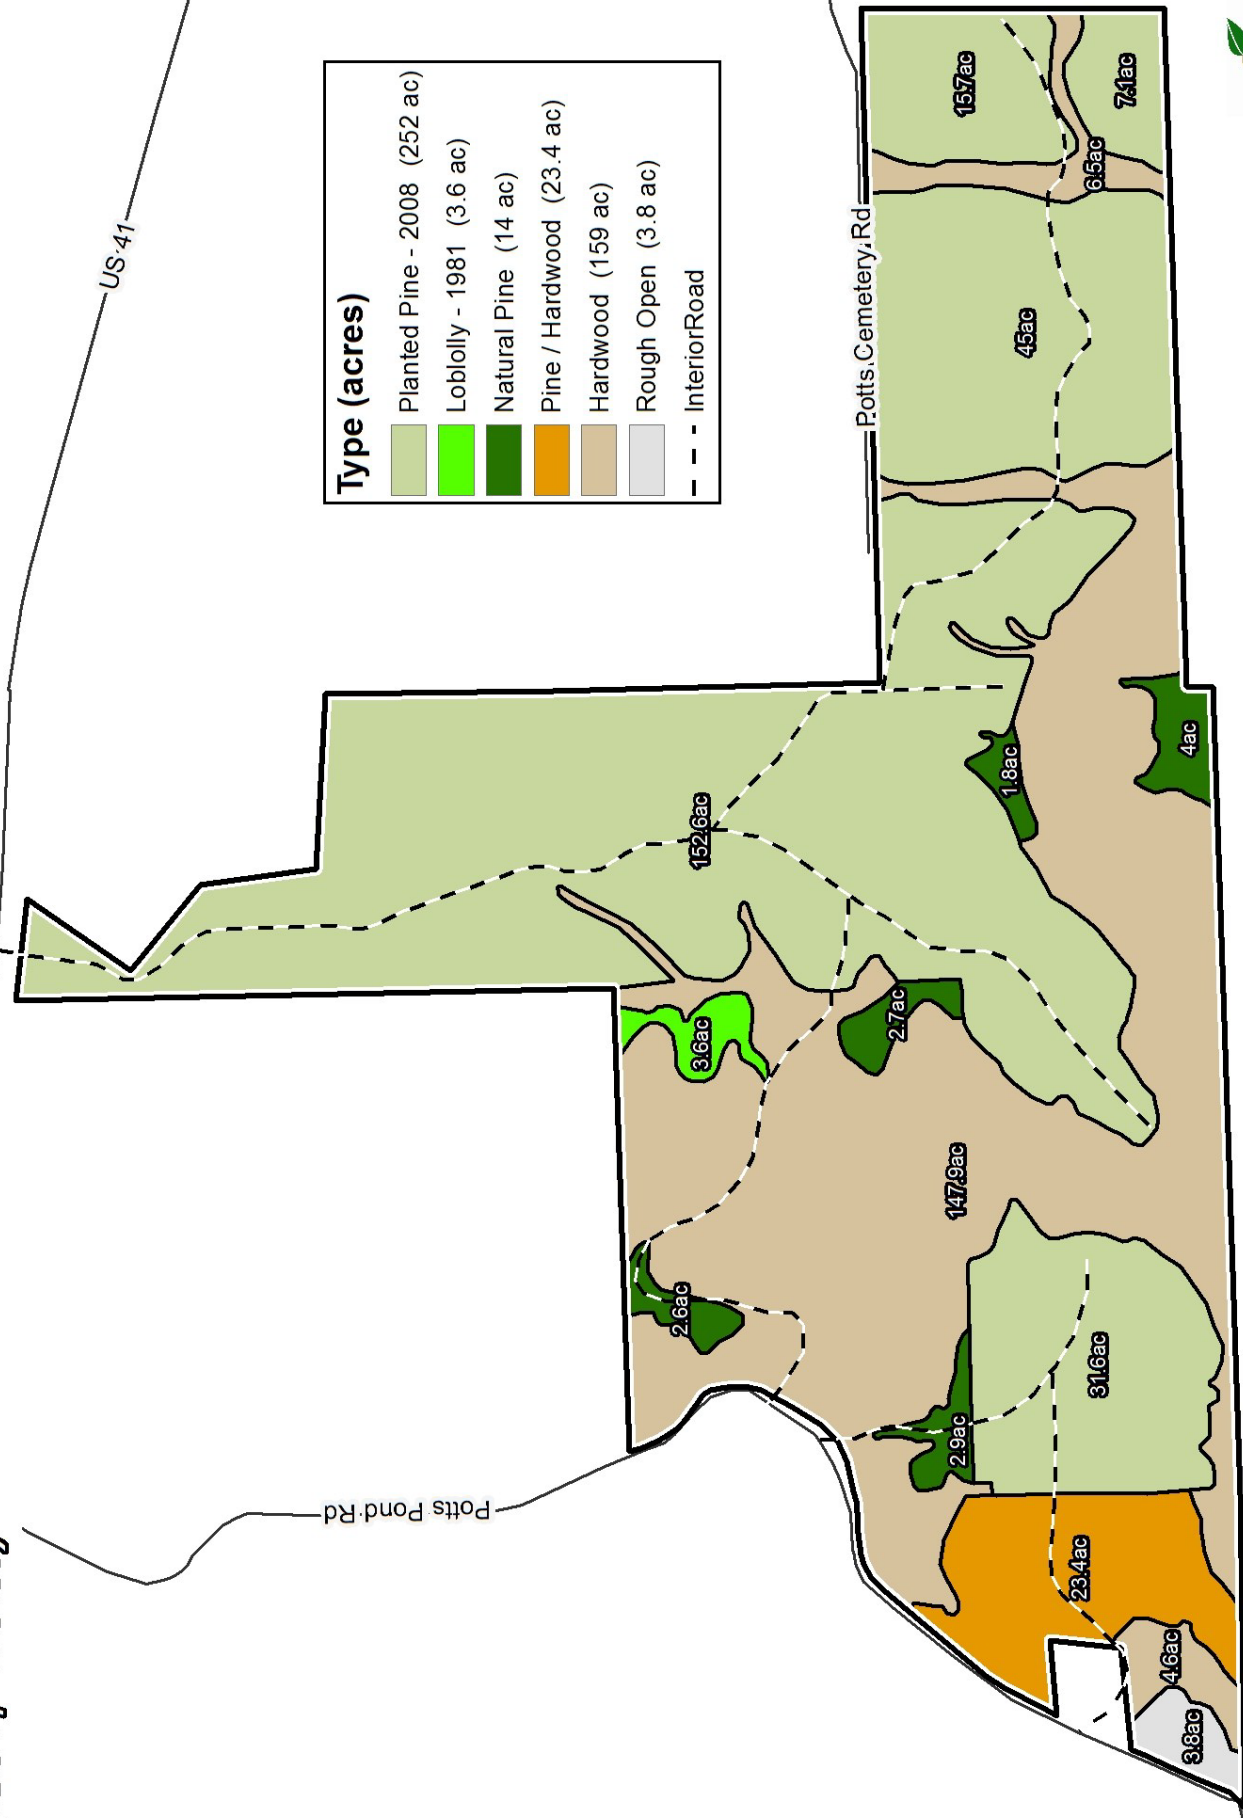 US 41
Type (acres)
Planted Pine - 2008 (252 ac)
Loblolly - 1981 (3.6 ac)
Natural Pine (14 ac)
Pine / Hardwood (23.4 ac)
Hardwood (159 ac)
Rough Open (3.8 ac)
InteriorRoad
Potts Cemetery Rd
Potts Pond Rd
15.7ac
7.1ac
6.5ac
45ac
152.6ac
1.8ac
4ac
3.6ac
2.7ac
147.9ac
2.6ac
31.6ac
2.9ac
23.4ac
4.6ac
3.8ac